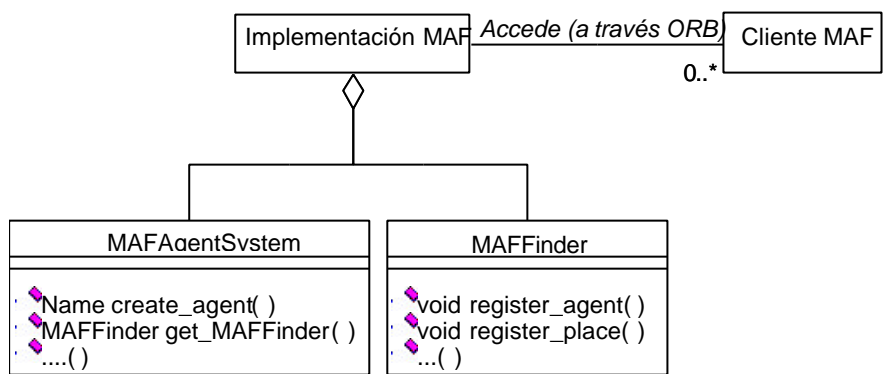 Implementación MAF
Accede (a través ORB)
Cliente MAF
0..*
MAFAgentSystem
Name create_agent( )
MAFFinder get_MAFFinder( )
....( )
MAFFinder
void register_agent( )
void register_place( )
...( )